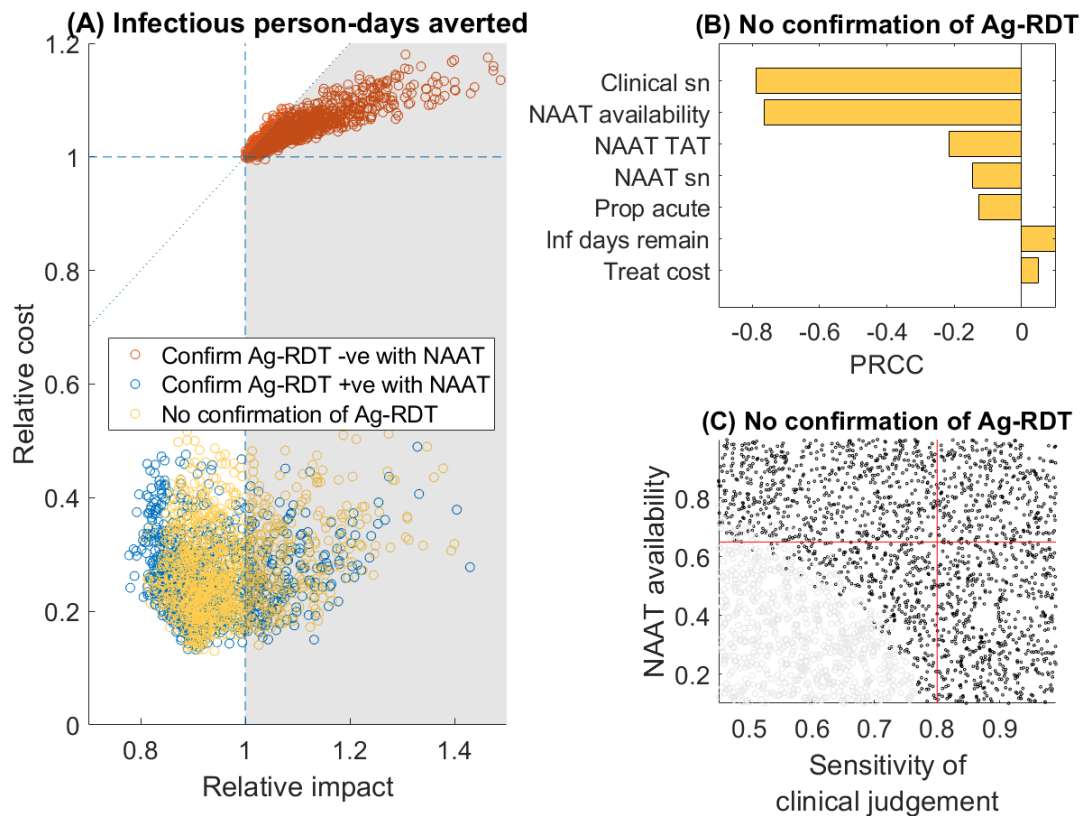 (A) Infectious person-days averted
1.2
1
0.8
0.6
0.4
0.2
0
Relative cost
Confirm Ag-RDT -ve with NAAT
Confirm Ag-RDT +ve with NAAT
No confirmation of Ag-RDT
0.8
1
1.2
1.4
Relative impact
(B) No confirmation of Ag-RDT
Clinical sn
NAAT availability
NAAT TAT
NAAT sn
Prop acute
Inf days remain
Treat cost
-0.8
-0.6
-0.4
-0.2
0
PRCC
(C) No confirmation of Ag-RDT
NAAT availability
0.8
0.6
0.4
0.2
0.5
0.6
0.7
0.8
0.9
Sensitivity of
clinical judgement